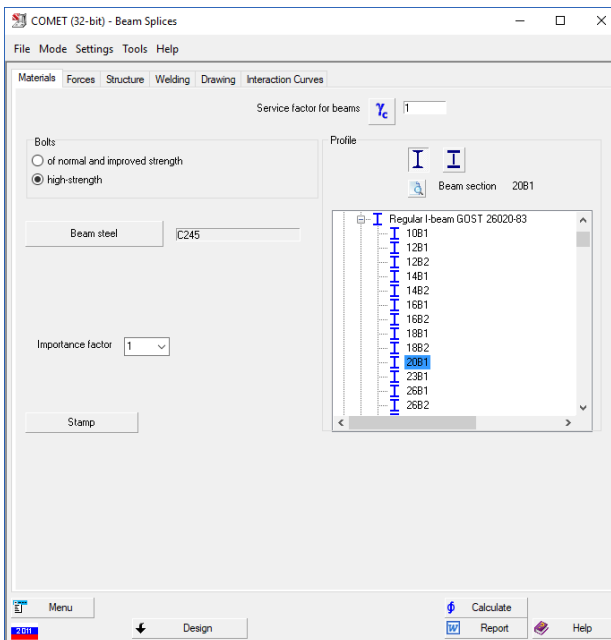 COMET (32-bit) - Beam Splices
File Mode Settings Tools Help
Materials Forces Structure Welding Drawing Interaction Curves
Service factor for beams γc 1
Bolts
of normal and improved strength
high-strength
Profile
Beam section 20B1
Beam steel C245
Regular I-beam GOST 26020-83
10B1
12B1
12B2
14B1
14B2
16B1
16B2
18B1
18B2
20B1
23B1
26B1
26B2
Importance factor 1
Stamp
Menu
Calculate
2011
Design
Report
Help